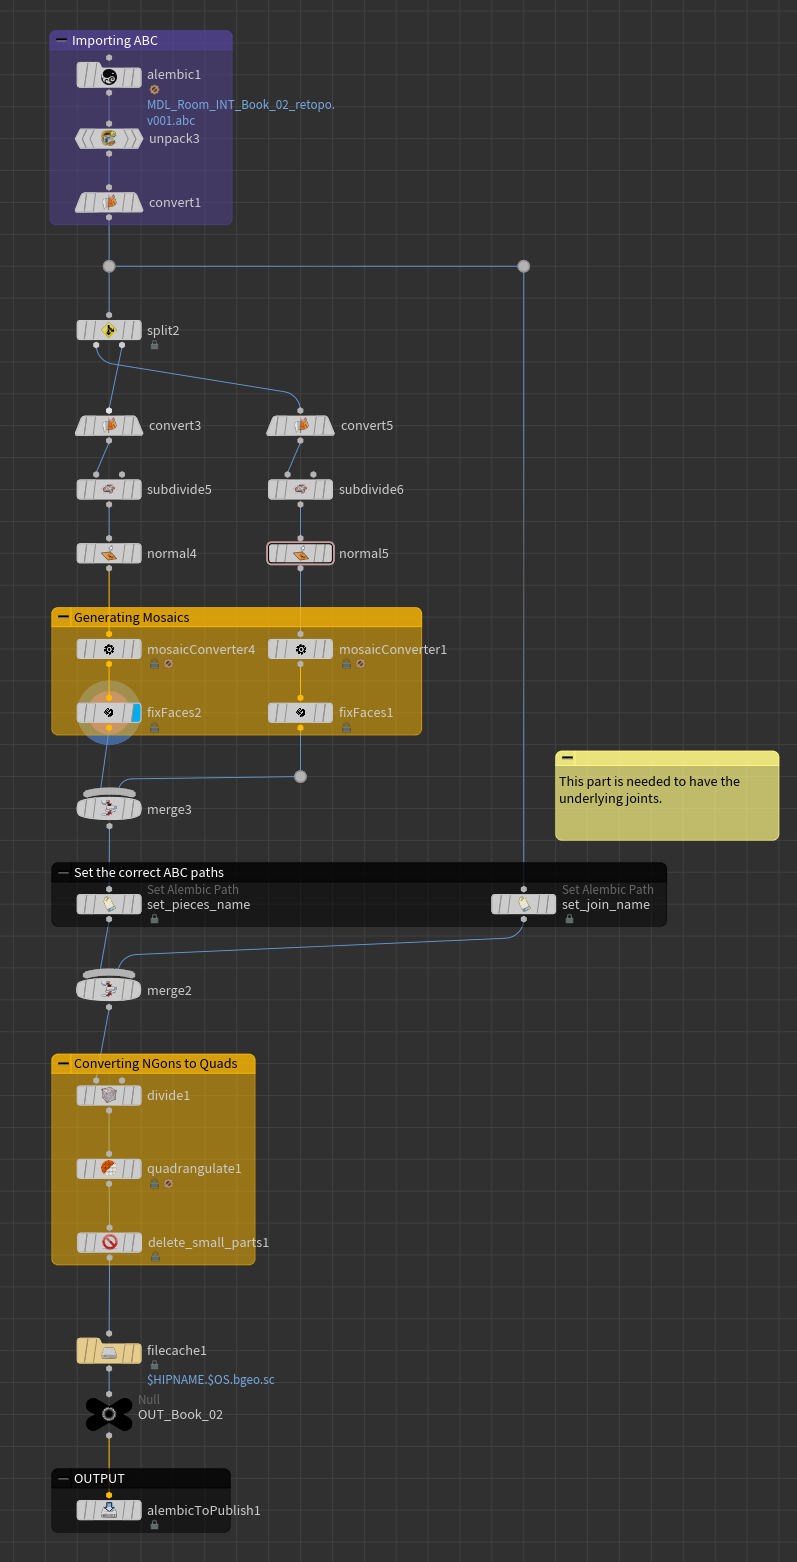 Importing ABC
alembic1
MDL_Room_INT_Book_02_retopo.
v001.abc
unpack3
convert1
split2
convert3
convert5
subdivide5
subdivide6
normal4
normal5
Generating Mosaics
mosaicConverter4
mosaicConverter1
fixFaces2
fixFaces1
This part is needed to have the
underlying joints.
merge3
Set the correct ABC paths
Set Alembic Path
set_pieces_name
Set Alembic Path
set_join_name
merge2
Converting NGons to Quads
divide1
quadrangulate1
delete_small_parts1
filecache1
$HIPNAME.$OS.bgeo.sc
Null
OUT_Book_02
OUTPUT
alembicToPublish1